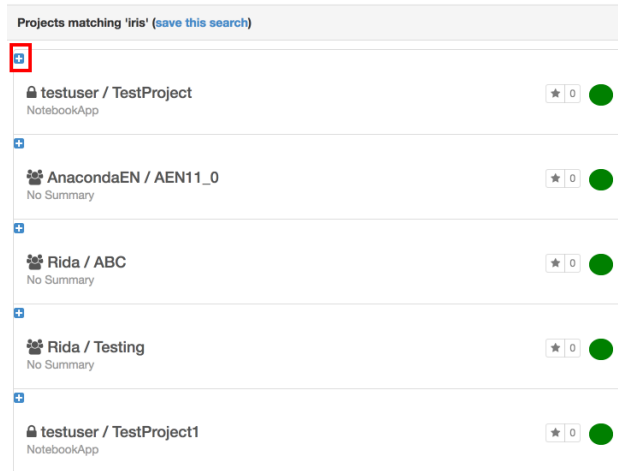 Projects matching 'iris' (save this search)
testuser / TestProject
0
NotebookApp
AnacondaEN / AEN11_0
0
No Summary
Rida / ABC
0
No Summary
Rida / Testing
0
No Summary
testuser / TestProject1
0
NotebookApp